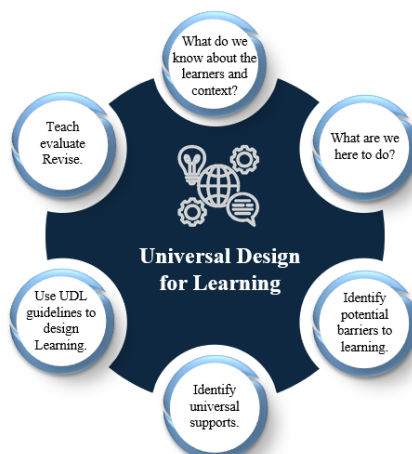 What do we
know about the
learners and
context?
What are we
here to do?
Identify
potential
barriers to
learning.
Identify
universal
supports.
Use UDL
guidelines to
design
Learning.
Teach
evaluate
Revise.
Universal Design
for Learning